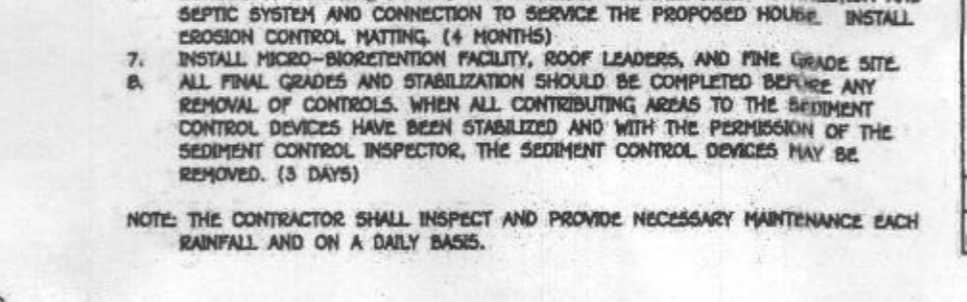 SEPTIC SYSTEM AND CONNECTION TO SERVICE THE PROPOSED HOUSE. INSTALL
EROSION CONTROL MATTING. (4 MONTHS)
7. INSTALL MICRO-BIORETENTION FACILITY, ROOF LEADERS, AND FINE GRADE SITE.
8. ALL FINAL GRADES AND STABILIZATION SHOULD BE COMPLETED BEFORE ANY
REMOVAL OF CONTROLS. WHEN ALL CONTRIBUTING AREAS TO THE SEDIMENT
CONTROL DEVICES HAVE BEEN STABILIZED AND WITH THE PERMISSION OF THE
SEDIMENT CONTROL INSPECTOR, THE SEDIMENT CONTROL DEVICES MAY BE
REMOVED. (3 DAYS)
NOTE: THE CONTRACTOR SHALL INSPECT AND PROVIDE NECESSARY MAINTENANCE EACH
RAINFALL AND ON A DAILY BASIS.